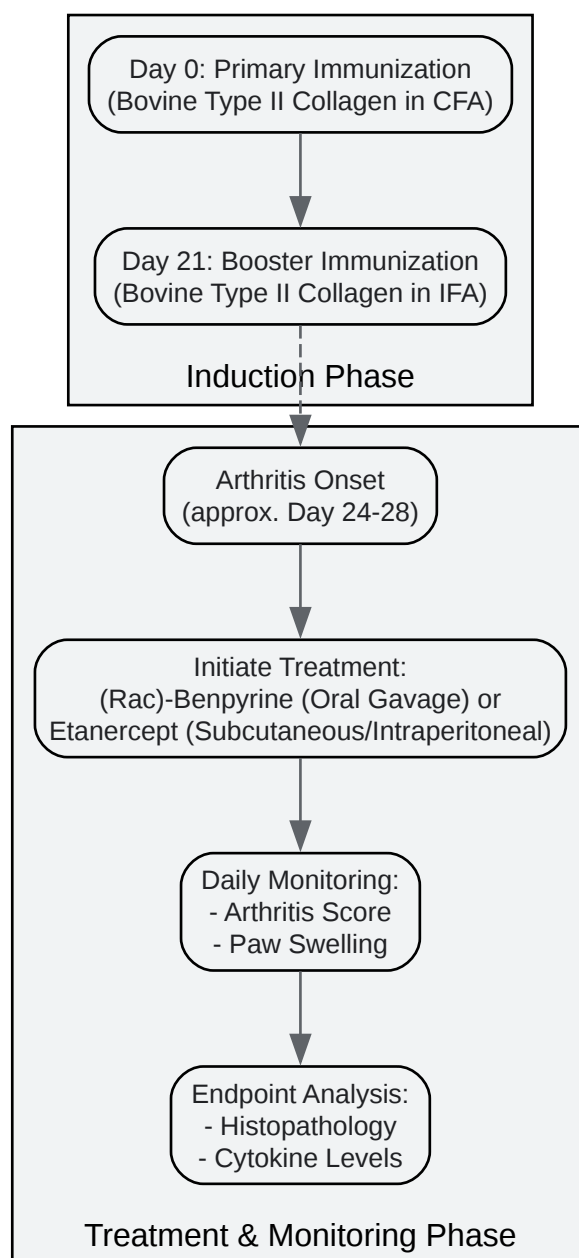 Day 0: Primary Immunization
(Bovine Type II Collagen in CFA)
Day 21: Booster Immunization
(Bovine Type II Collagen in IFA)
Induction Phase
Arthritis Onset
(approx. Day 24-28)
Initiate Treatment:
(Rac)-Benpyrine (Oral Gavage) or
Etanercept (Subcutaneous/Intraperitoneal)
Daily Monitoring:
- Arthritis Score
- Paw Swelling
Endpoint Analysis:
- Histopathology
- Cytokine Levels
Treatment & Monitoring Phase